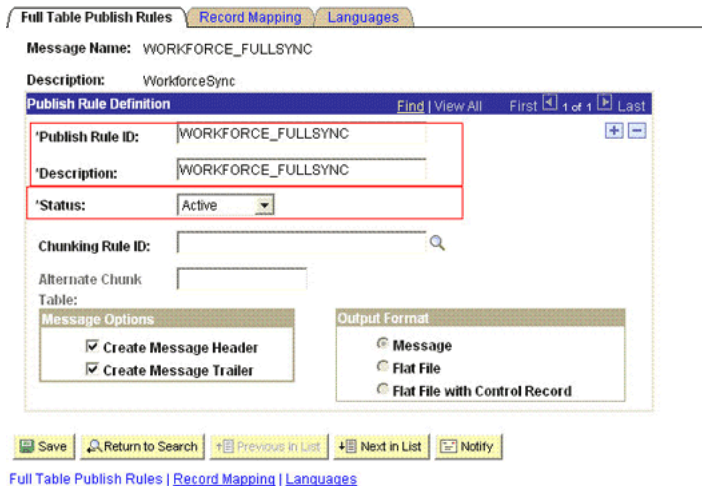 Full Table Publish Rules Record Mapping Languages
Message Name: WORKFORCE_FULLSYNC
Description: WorkforceSync
Publish Rule Definition Find | View All First 1 of 1 Last
*Publish Rule ID: WORKFORCE_FULLSYNC
*Description: WORKFORCE_FULLSYNC
*Status: Active
Chunking Rule ID:
Alternate Chunk
Table:
Message Options Output Format
Create Message Header Message
Create Message Trailer Flat File
Flat File with Control Record
Save Return to Search Previous in List Next in List Notify
Full Table Publish Rules | Record Mapping | Languages